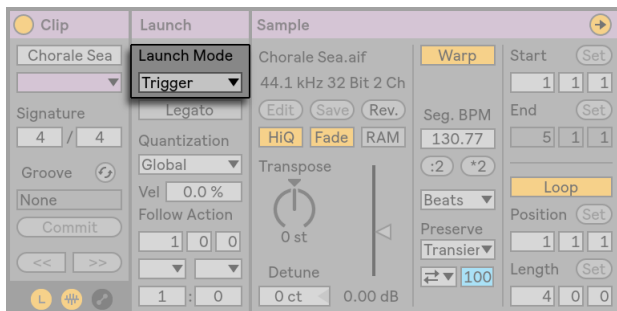 Clip
Chorale Sea
Signature
4 / 4
Groove
None
Commit
<< >>
L
Launch
Launch Mode
Trigger
Legato
Quantization
Global
Vel 0.0 %
Follow Action
1 0 0
1 : 0
Sample
Chorale Sea.aif
44.1 kHz 32 Bit 2 Ch
Edit Save Rev.
HiQ Fade RAM
Transpose
0 st
Detune
0 ct 0.00 dB
Warp
Seg. BPM
130.77
:2 *2
Beats
Preserve
Transier
100
Start Set
1 1 1
End Set
5 1 1
Loop
Position Set
1 1 1
Length Set
4 0 0